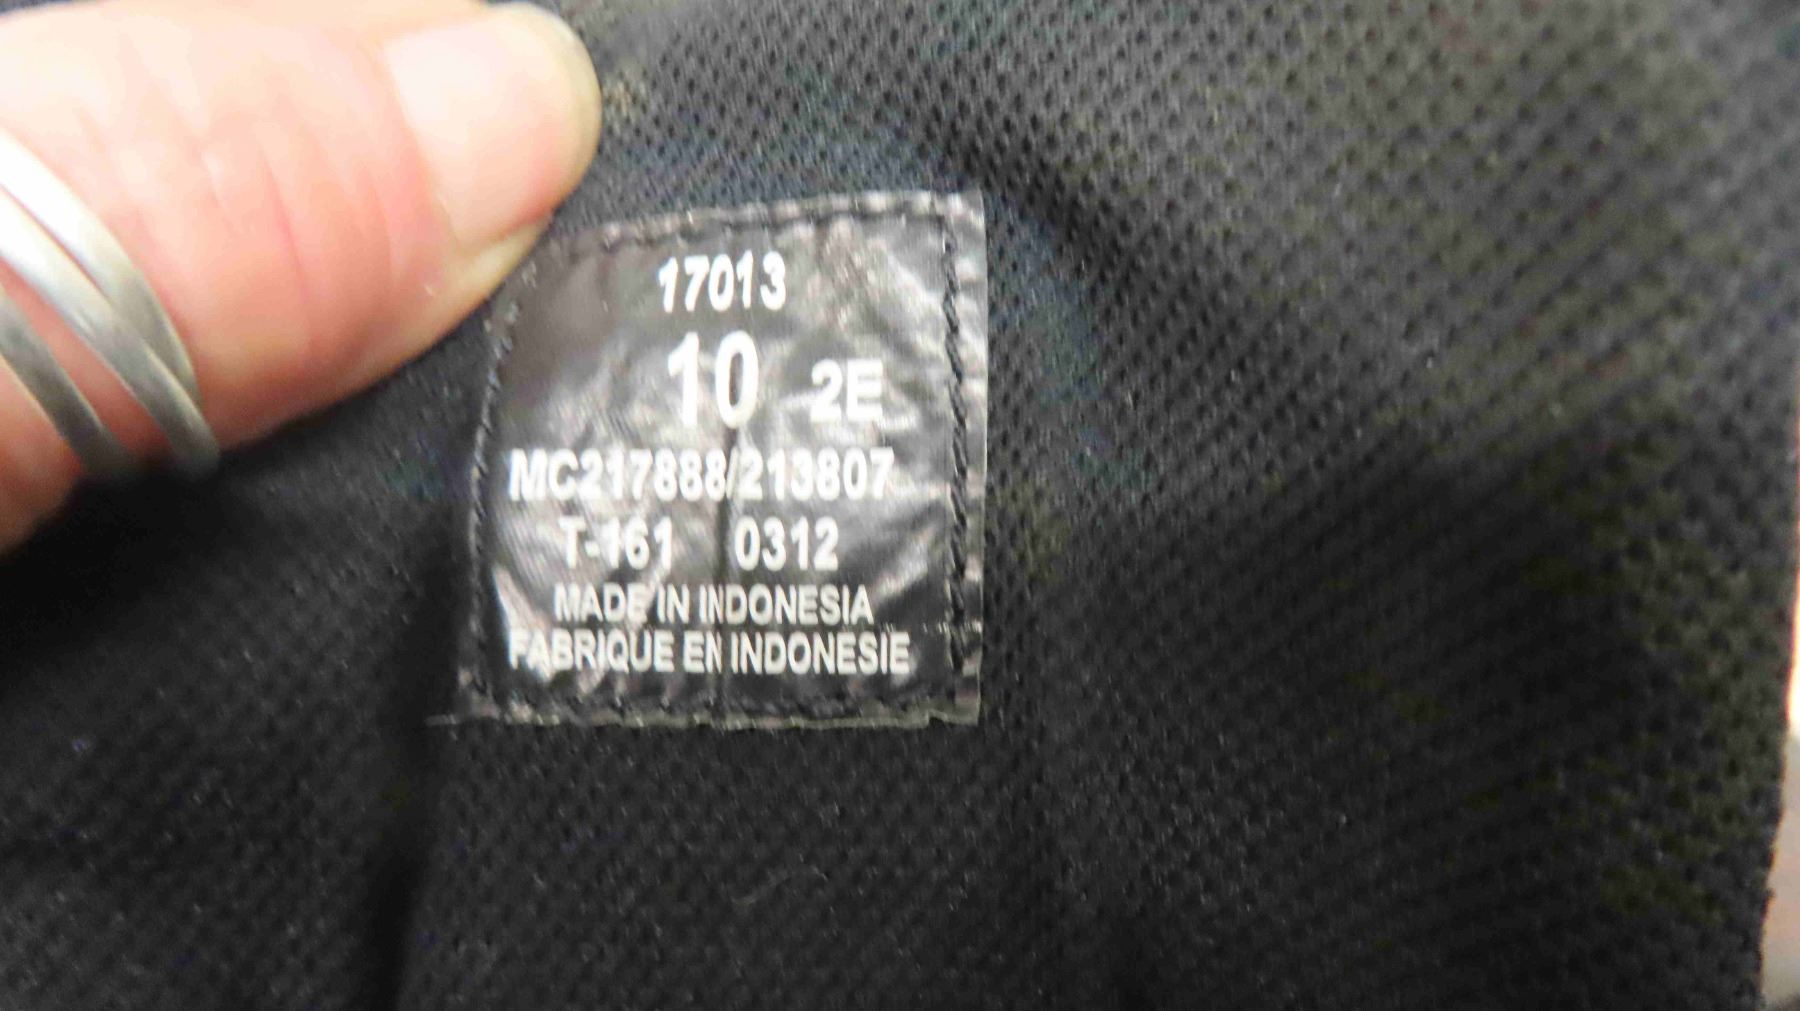 17013
10 2E
MC217888/213807
T-161 0312
MADE IN INDONESIA
FABRIQUE EN INDONESIE